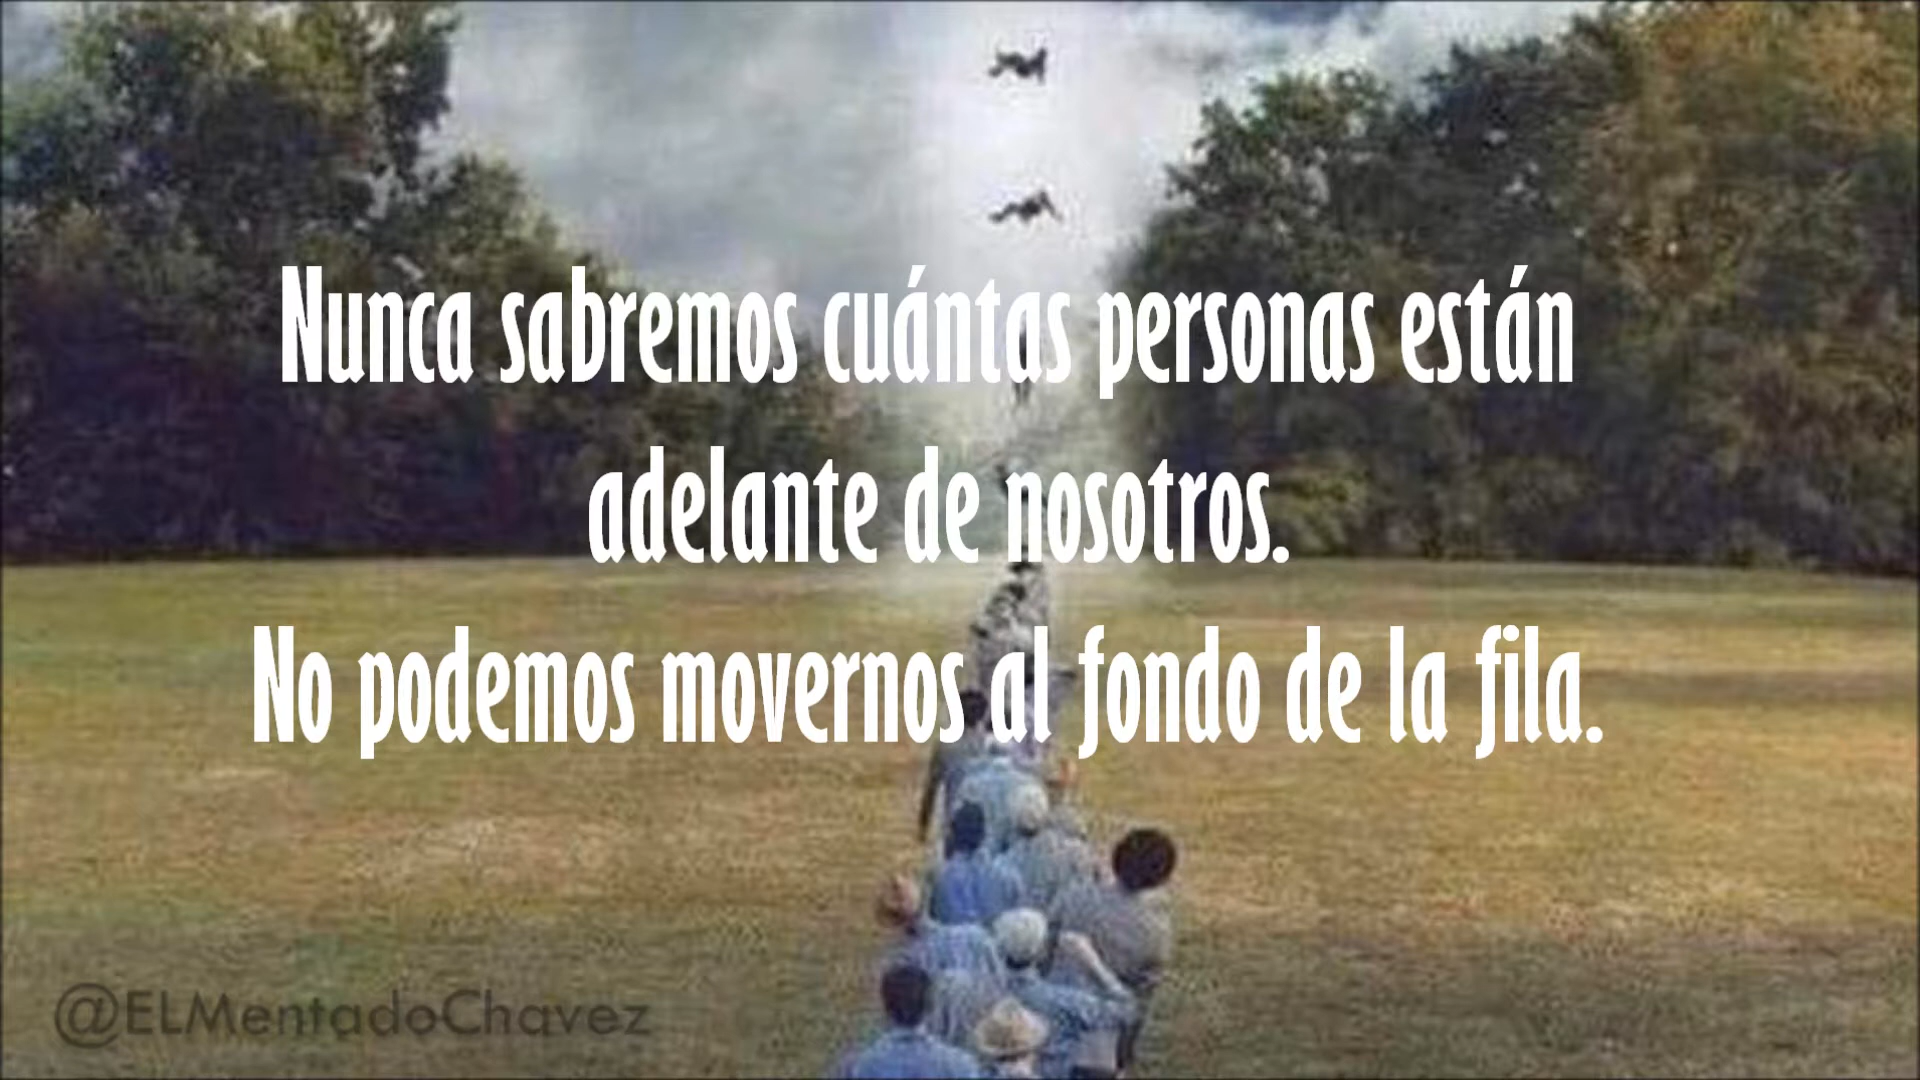 Nunca sabremos cuántas personas están
adelante de nosotros.
No podemos movernos al fondo de la fila.
@ELMentadoChavez